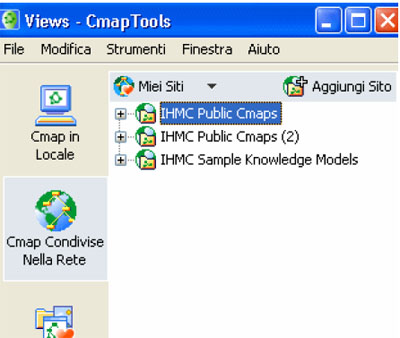 Views - CmapTools
File Modifica Strumenti Finestra Aiuto
Miei Siti Aggiungi Sito
IHMC Public Cmaps
IHMC Public Cmaps (2)
IHMC Sample Knowledge Models
Cmap in
Locale
Cmap Condivise
Nella Rete